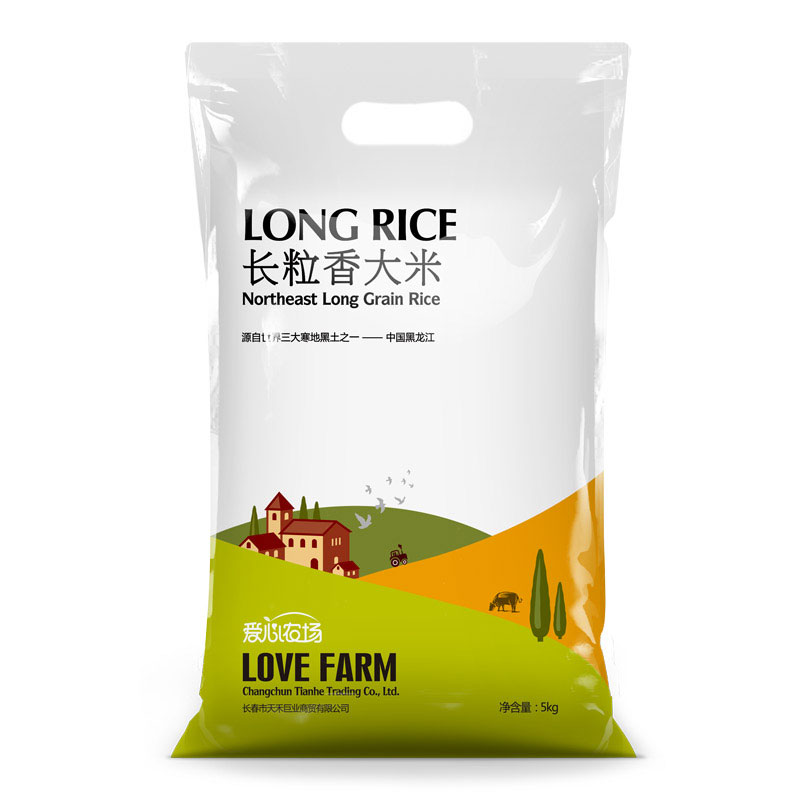 LONG RICE
长粒香大米
Northeast Long Grain Rice
源自世界三大寒地黑土之一 —— 中国黑龙江
爱心农场
LOVE FARM
Changchun Tianhe Trading Co., Ltd.
长春市天禾巨业商贸有限公司
净含量：5kg